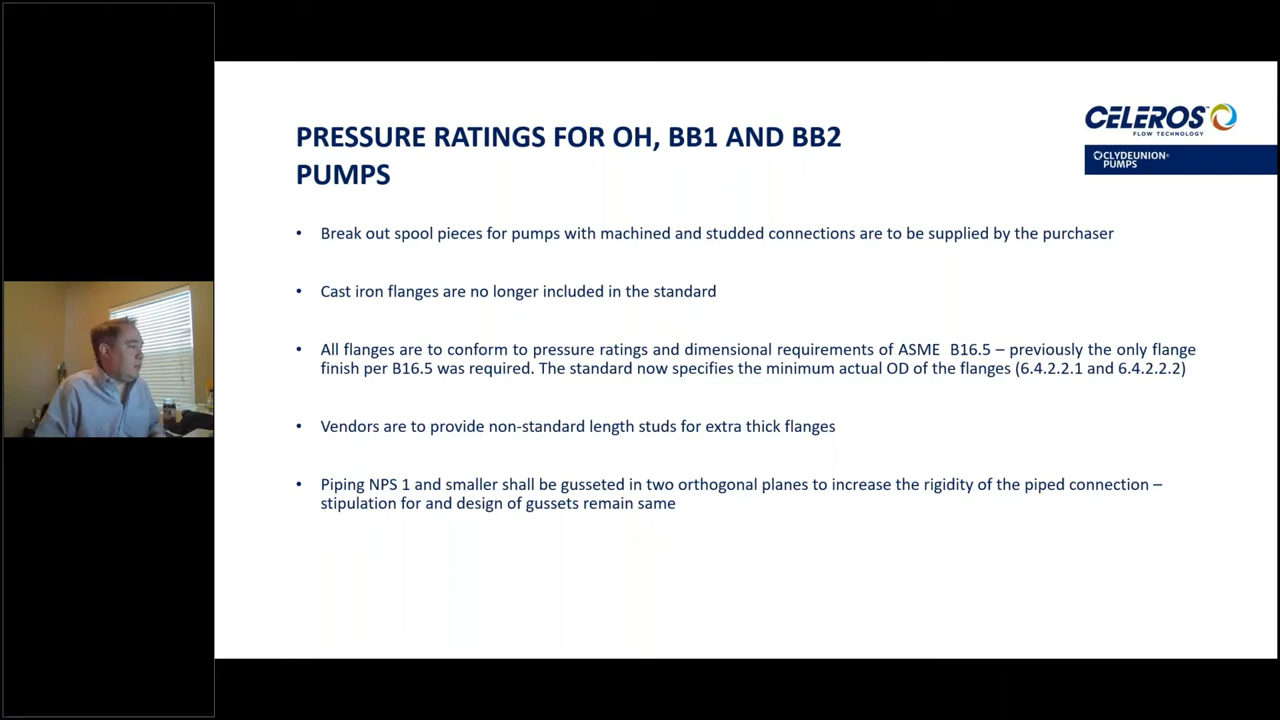 PRESSURE RATINGS FOR OH, BB1 AND BB2
PUMPS
CELEROS™
FLOW TECHNOLOGY
CLYDEUNION
PUMPS
• Break out spool pieces for pumps with machined and studded connections are to be supplied by the purchaser
• Cast iron flanges are no longer included in the standard
• All flanges are to conform to pressure ratings and dimensional requirements of ASME B16.5 – previously the only flange
finish per B16.5 was required. The standard now specifies the minimum actual OD of the flanges (6.4.2.2.1 and 6.4.2.2.2)
• Vendors are to provide non-standard length studs for extra thick flanges
• Piping NPS 1 and smaller shall be gusseted in two orthogonal planes to increase the rigidity of the piped connection –
stipulation for and design of gussets remain same